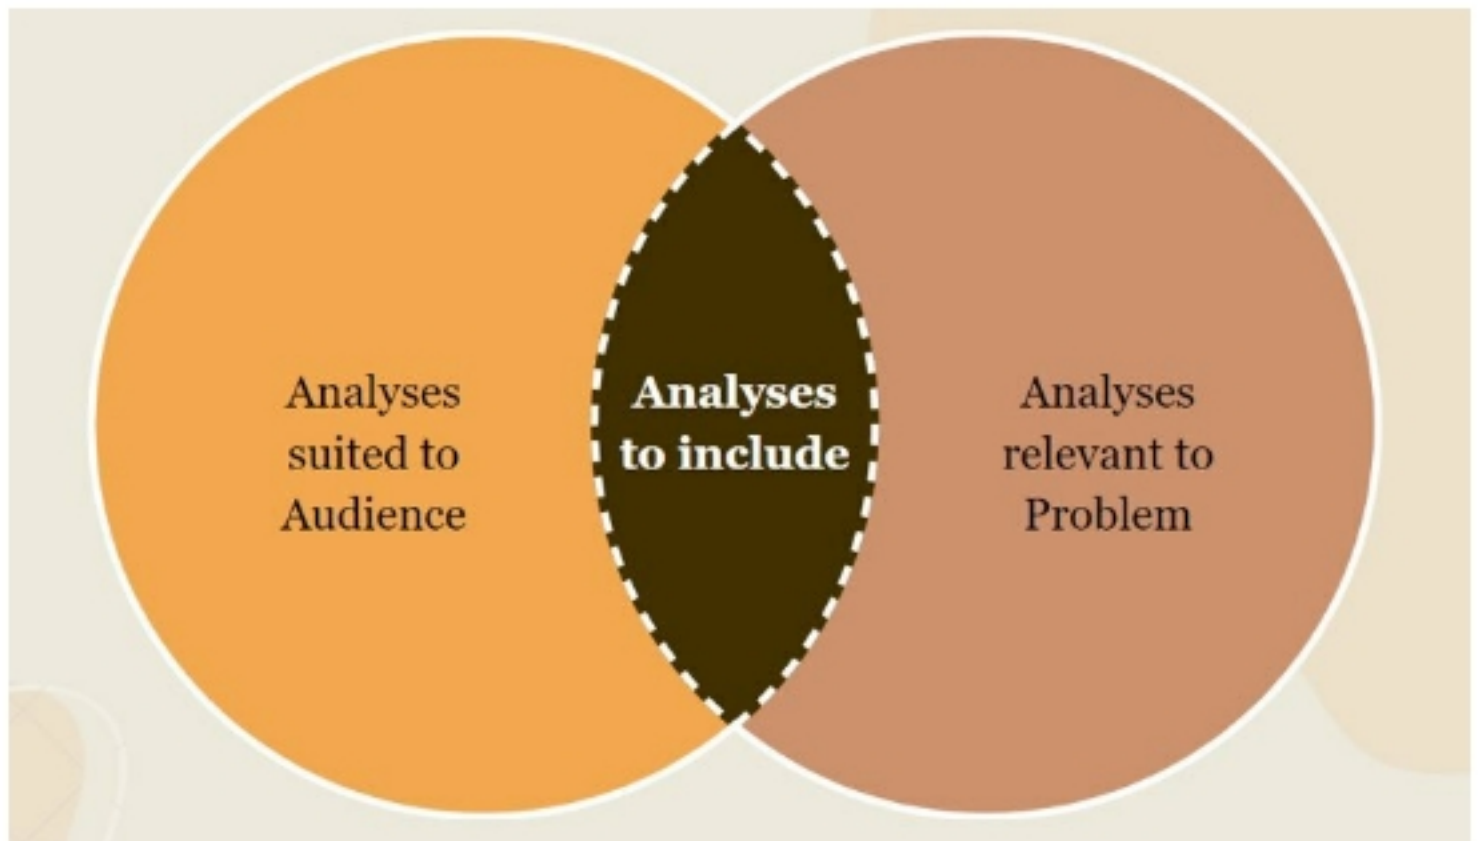 Analyses
suited to
Audience
Analyses
to include
Analyses
relevant to
Problem